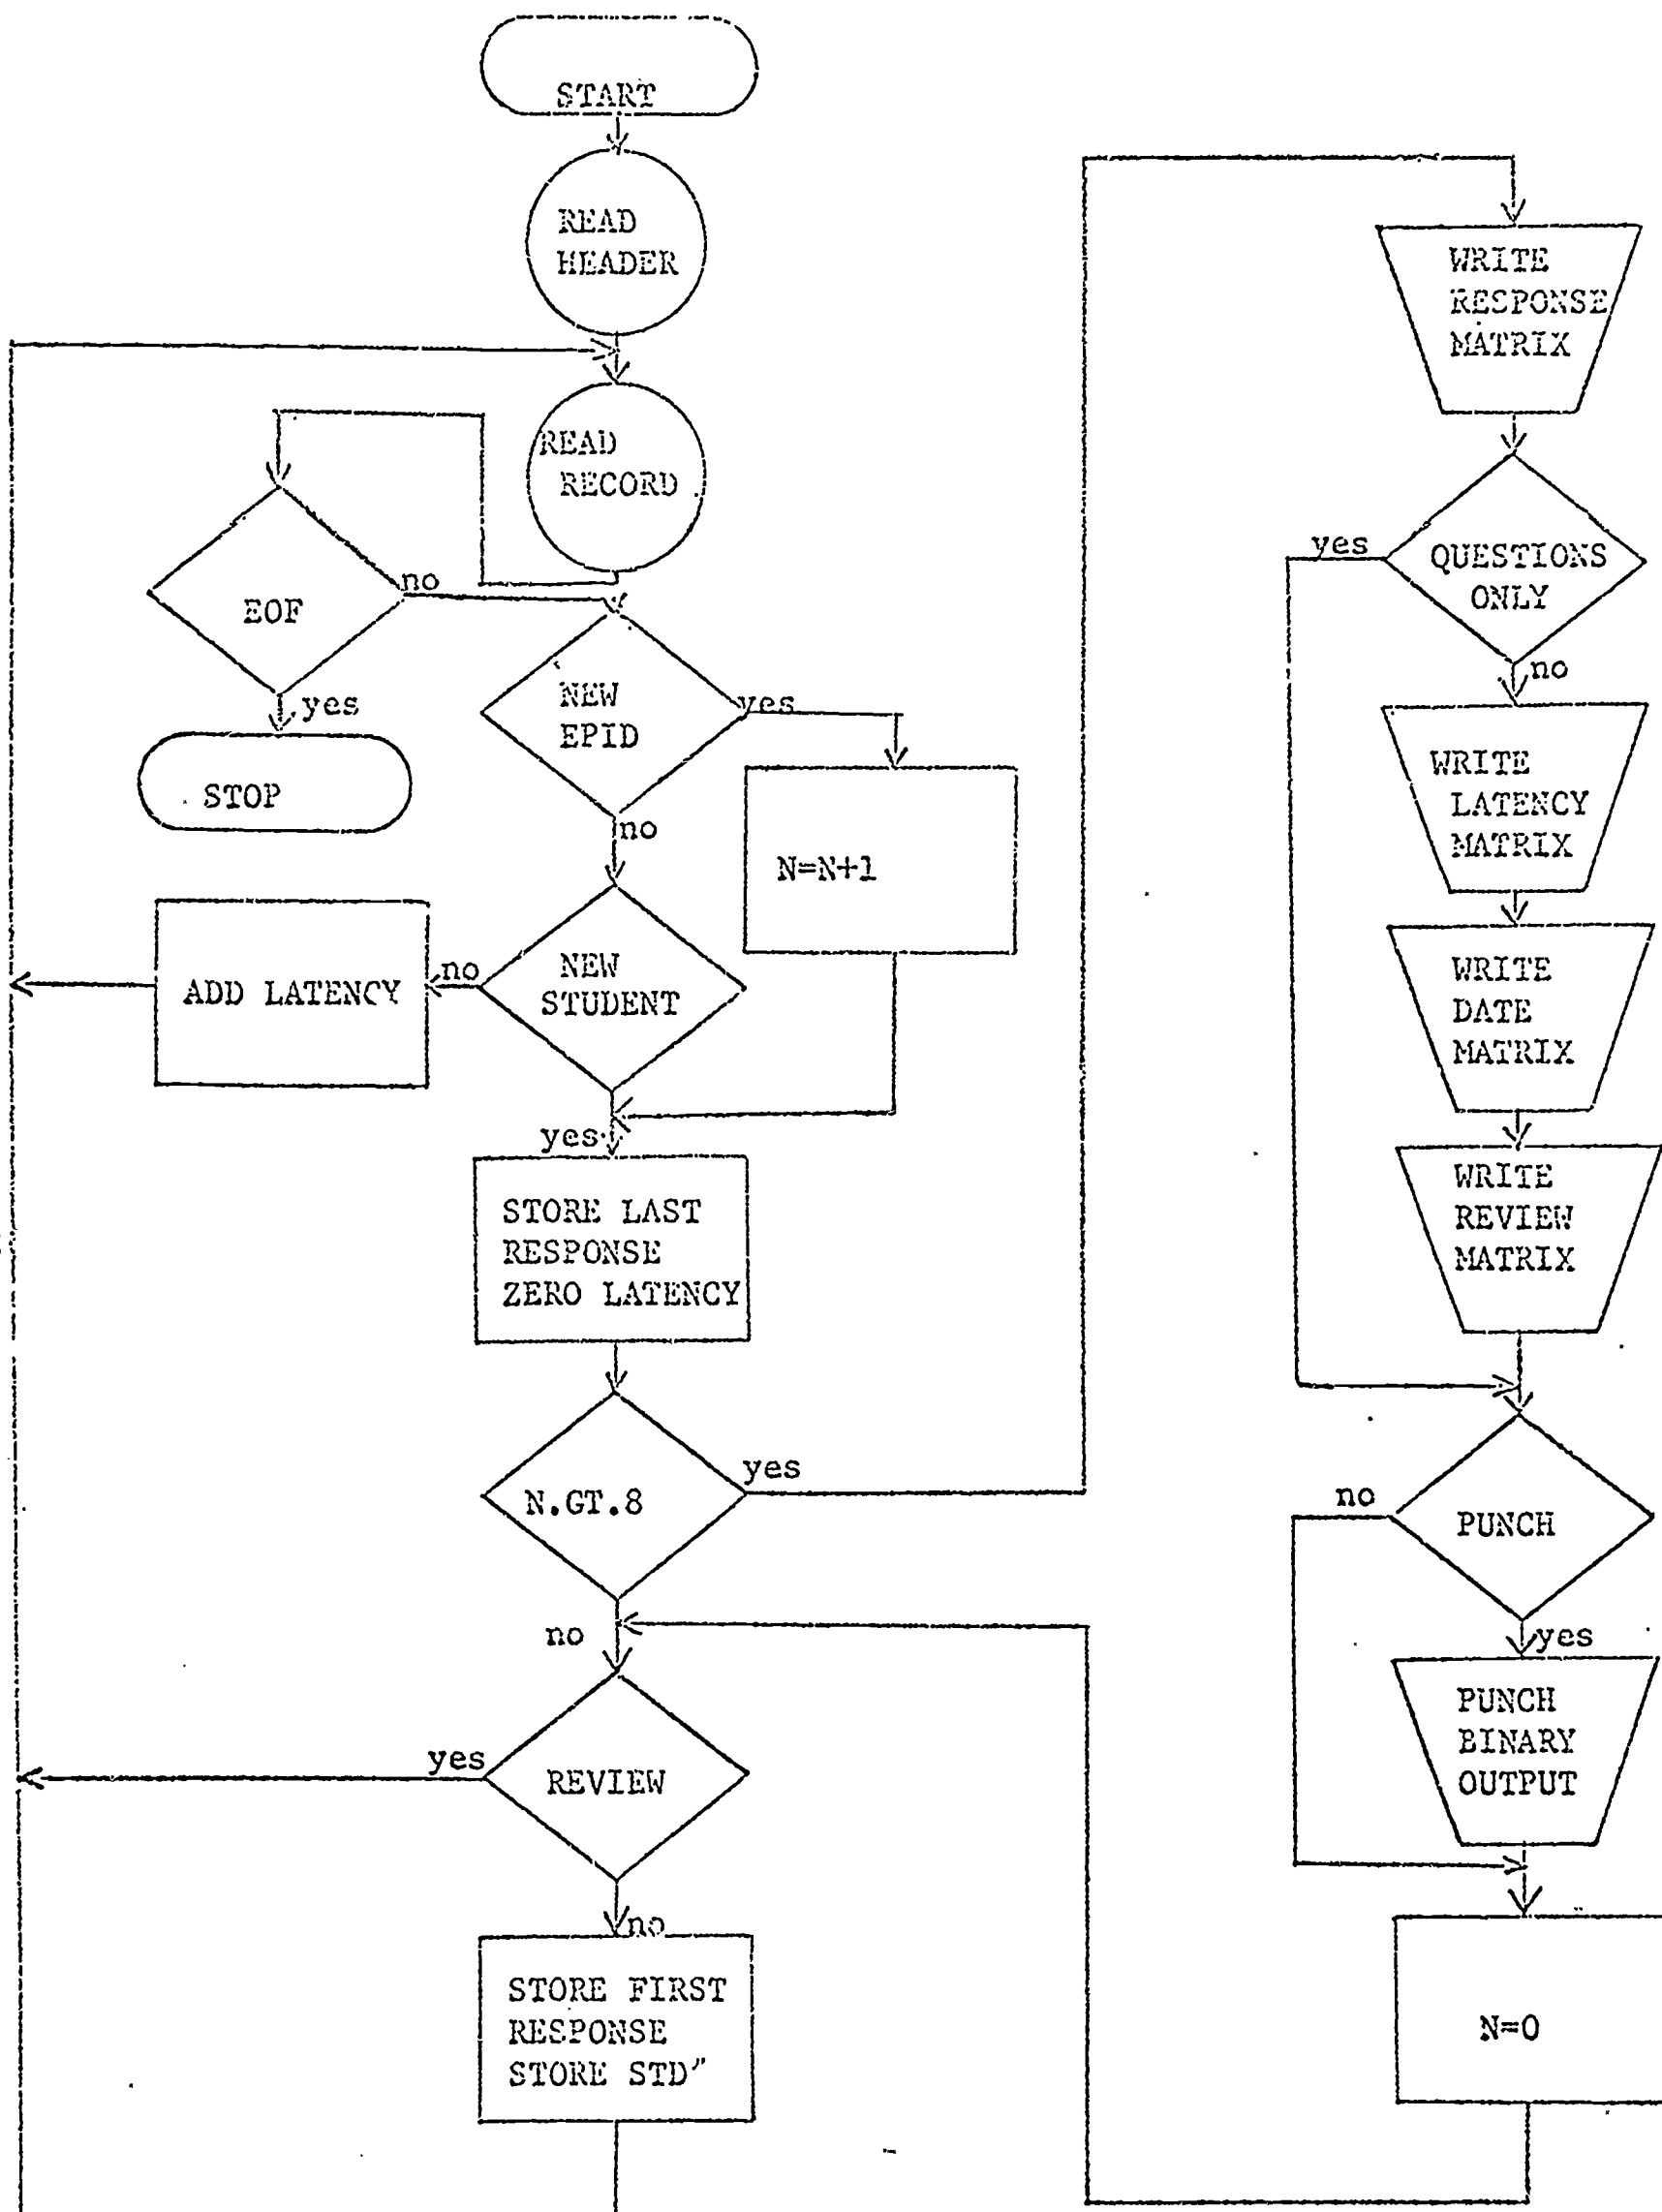 START
READ
HEADER
READ
RECORD
EOF
no
yes
STOP
NEW
EPID
yes
no
N=N+1
NEW
STUDENT
no
ADD LATENCY
yes
STORE LAST
RESPONSE
ZERO LATENCY
N.GT.8
yes
no
REVIEW
yes
no
STORE FIRST
RESPONSE
STORE STD"
WRITE
RESPONSE
MATRIX
QUESTIONS
ONLY
yes
no
WRITE
LATENCY
MATRIX
WRITE
DATE
MATRIX
WRITE
REVIEW
MATRIX
PUNCH
no
yes
PUNCH
BINARY
OUTPUT
N=0